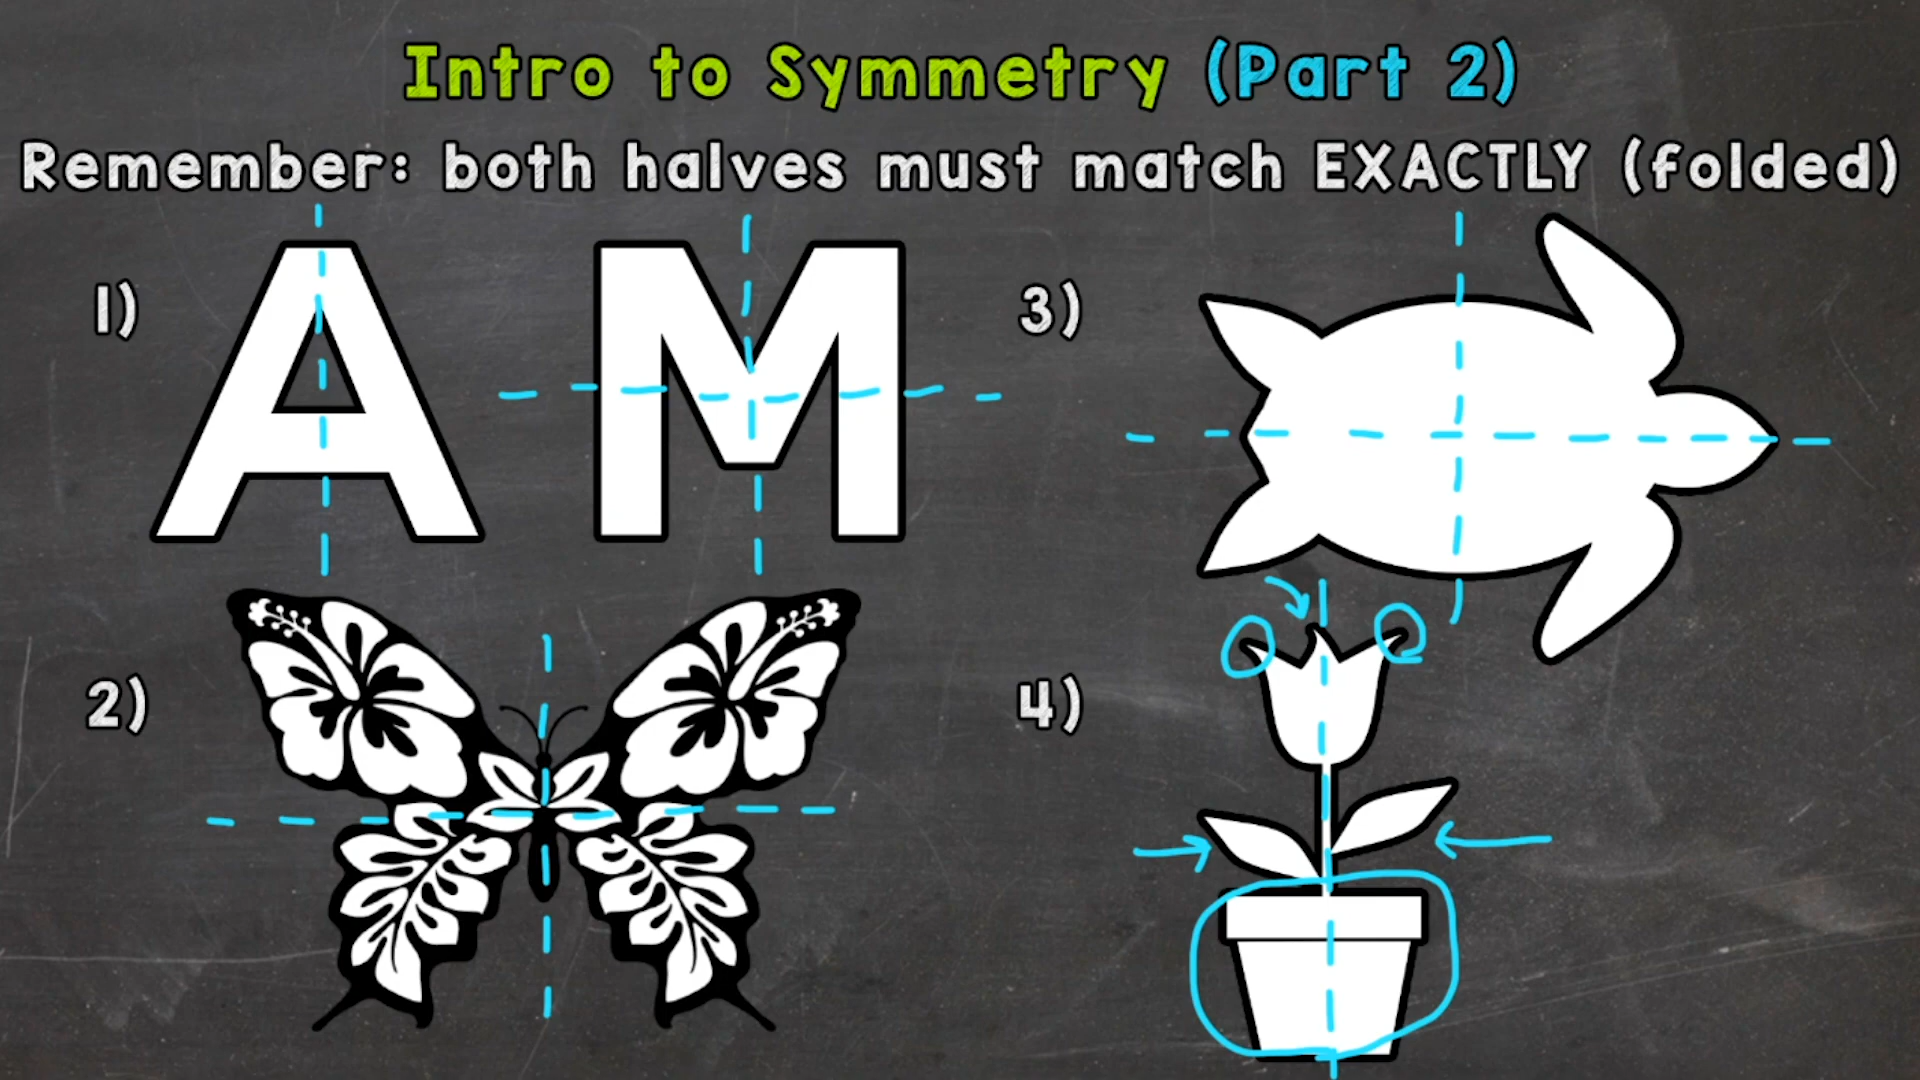 Intro to Symmetry (Part 2)
Remember: both halves must match EXACTLY (folded)
1) A M
3)
2)
4)